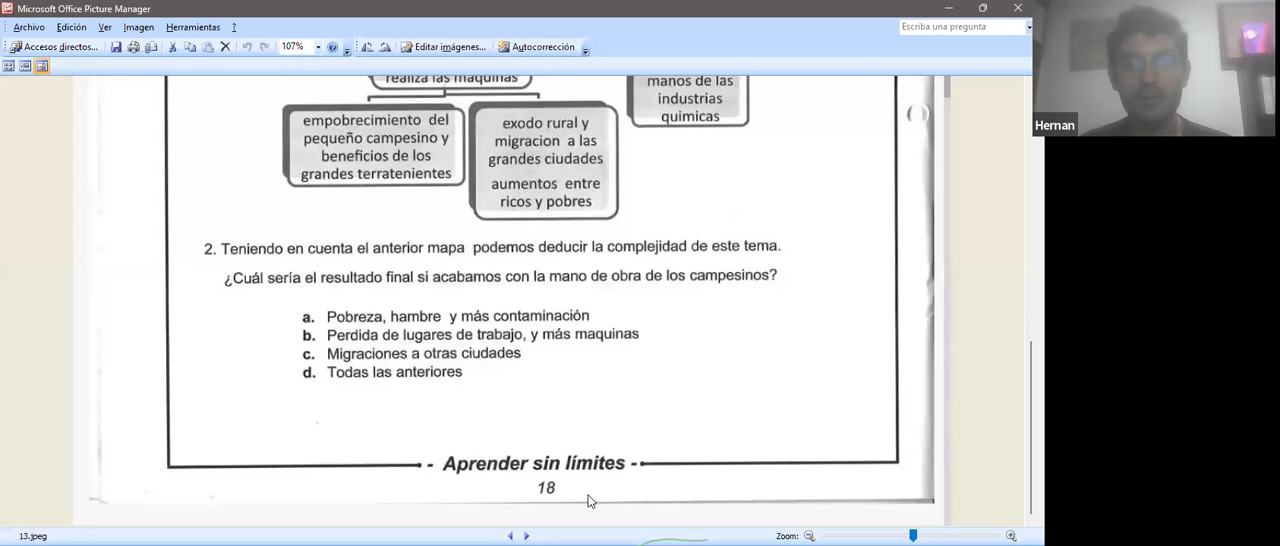 Microsoft Office Picture Manager
Archivo Edición Ver Imagen Herramientas ?
Escriba una pregunta
Accesos directos...
107%
Editar imágenes...
Autocorrección
realiza las maquinas
manos de las
industrias
quimicas
empobrecimiento del
pequeño campesino y
beneficios de los
grandes terratenientes
exodo rural y
migracion a las
grandes ciudades
aumentos entre
ricos y pobres
2. Teniendo en cuenta el anterior mapa podemos deducir la complejidad de este tema.
¿Cuál sería el resultado final si acabamos con la mano de obra de los campesinos?
a. Pobreza, hambre y más contaminación
b. Perdida de lugares de trabajo, y más maquinas
c. Migraciones a otras ciudades
d. Todas las anteriores
- Aprender sin límites -
18
13.jpeg
Zoom:
Hernan